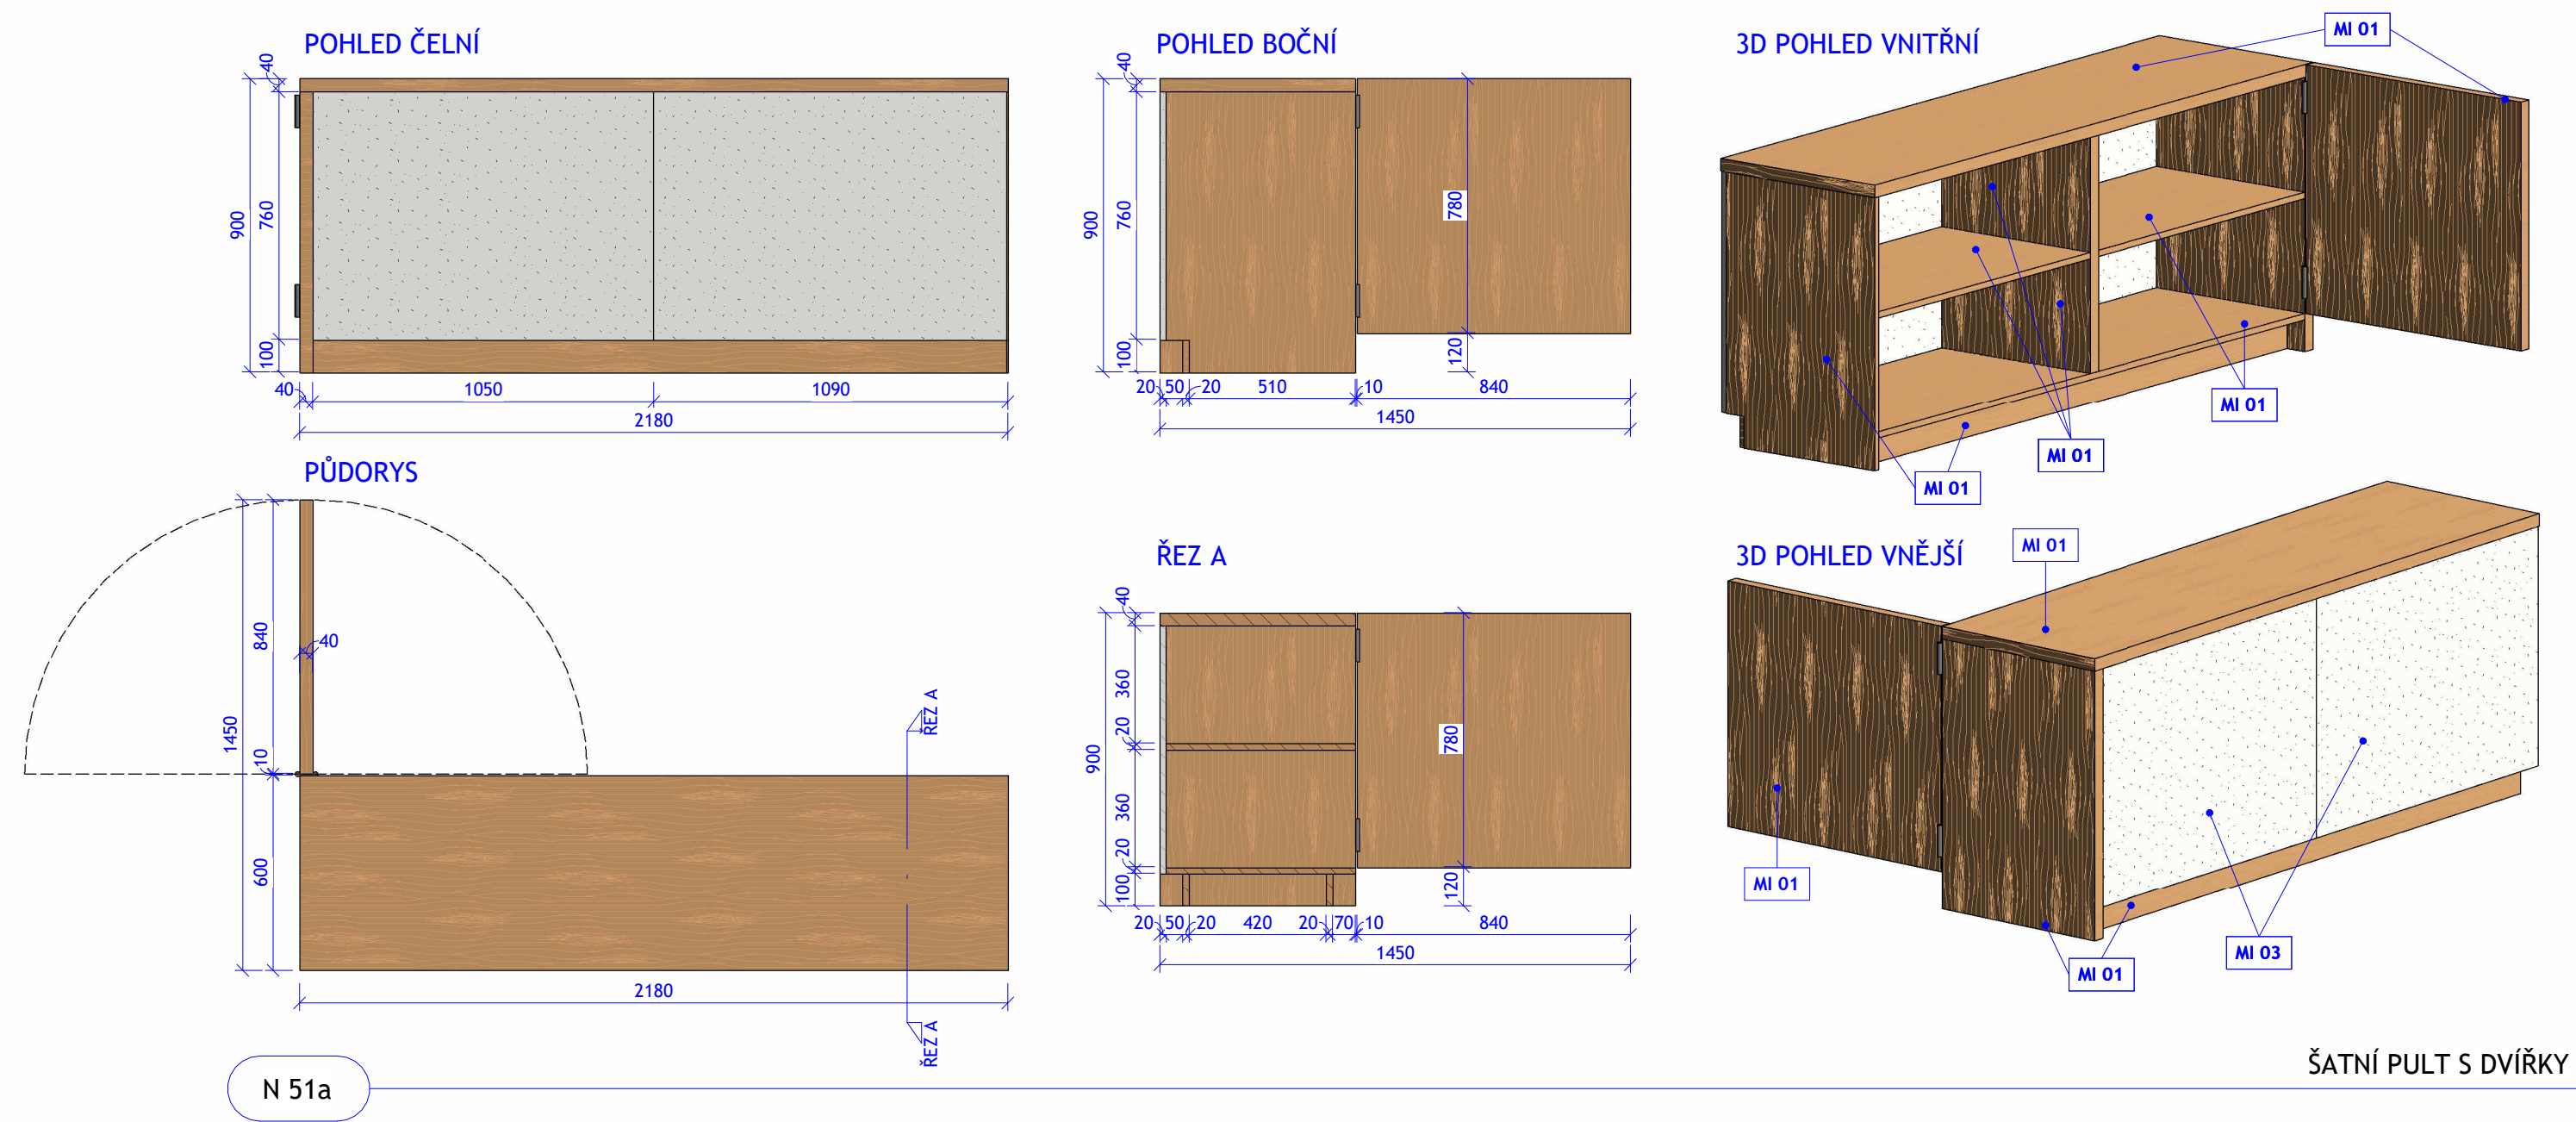 POHLED ČELNÍ
40
900
760
100
40
1050
1090
2180
POHLED BOČNÍ
40
900
760
100
780
120
20
50
20
510
10
840
1450
3D POHLED VNITŘNÍ
MI 01
MI 01
MI 01
MI 01
PŮDORYS
1450
840
10
600
40
2180
ŘEZ A
ŘEZ A
ŘEZ A
40
900
360
20
360
20
100
780
120
20
50
20
420
20
70
10
840
1450
3D POHLED VNĚJŠÍ
MI 01
MI 01
MI 01
MI 03
N 51a
ŠATNÍ PULT S DVÍŘKY